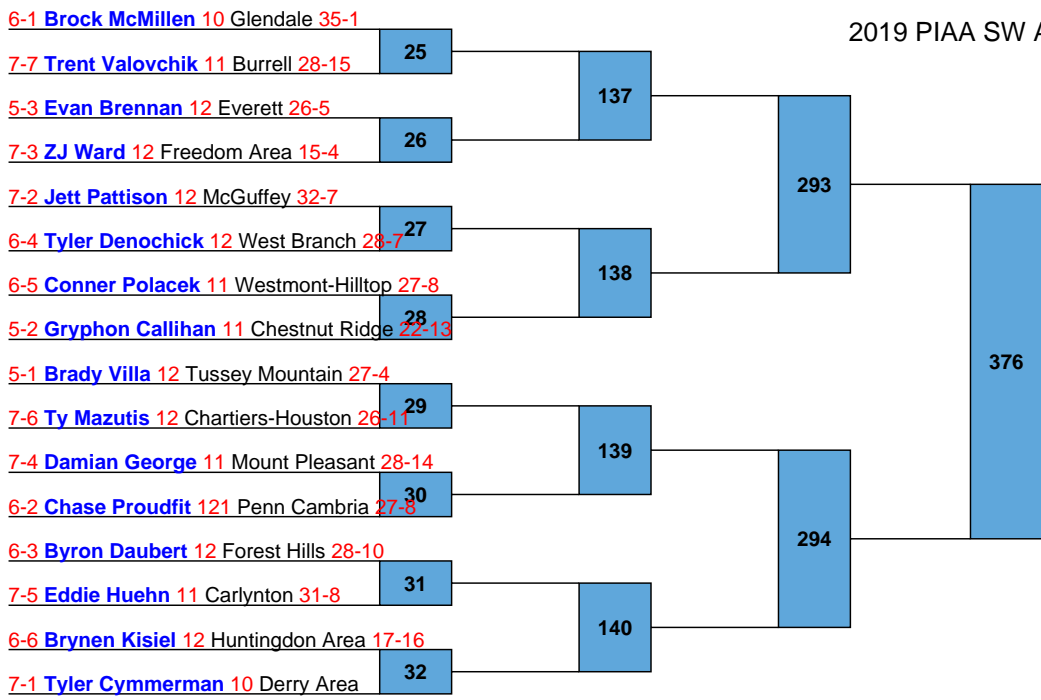 6-1 Brock McMillen 10 Glendale 35-1
2019 PIAA SW A
25
7-7 Trent Valovchik 11 Burrell 28-15
137
5-3 Evan Brennan 12 Everett 26-5
26
7-3 ZJ Ward 12 Freedom Area 15-4
293
7-2 Jett Pattison 12 McGuffey 32-7
27
6-4 Tyler Denochick 12 West Branch 28-7
138
6-5 Conner Polacek 11 Westmont-Hilltop 27-8
28
5-2 Gryphon Callihan 11 Chestnut Ridge 22-13
376
5-1 Brady Villa 12 Tussey Mountain 27-4
29
7-6 Ty Mazutis 12 Chartiers-Houston 26-11
139
7-4 Damian George 11 Mount Pleasant 28-14
30
6-2 Chase Proudfit 121 Penn Cambria 27-8
294
6-3 Byron Daubert 12 Forest Hills 28-10
31
7-5 Eddie Huehn 11 Carlynton 31-8
140
6-6 Brynen Kisiel 12 Huntingdon Area 17-16
32
7-1 Tyler Cymmerman 10 Derry Area